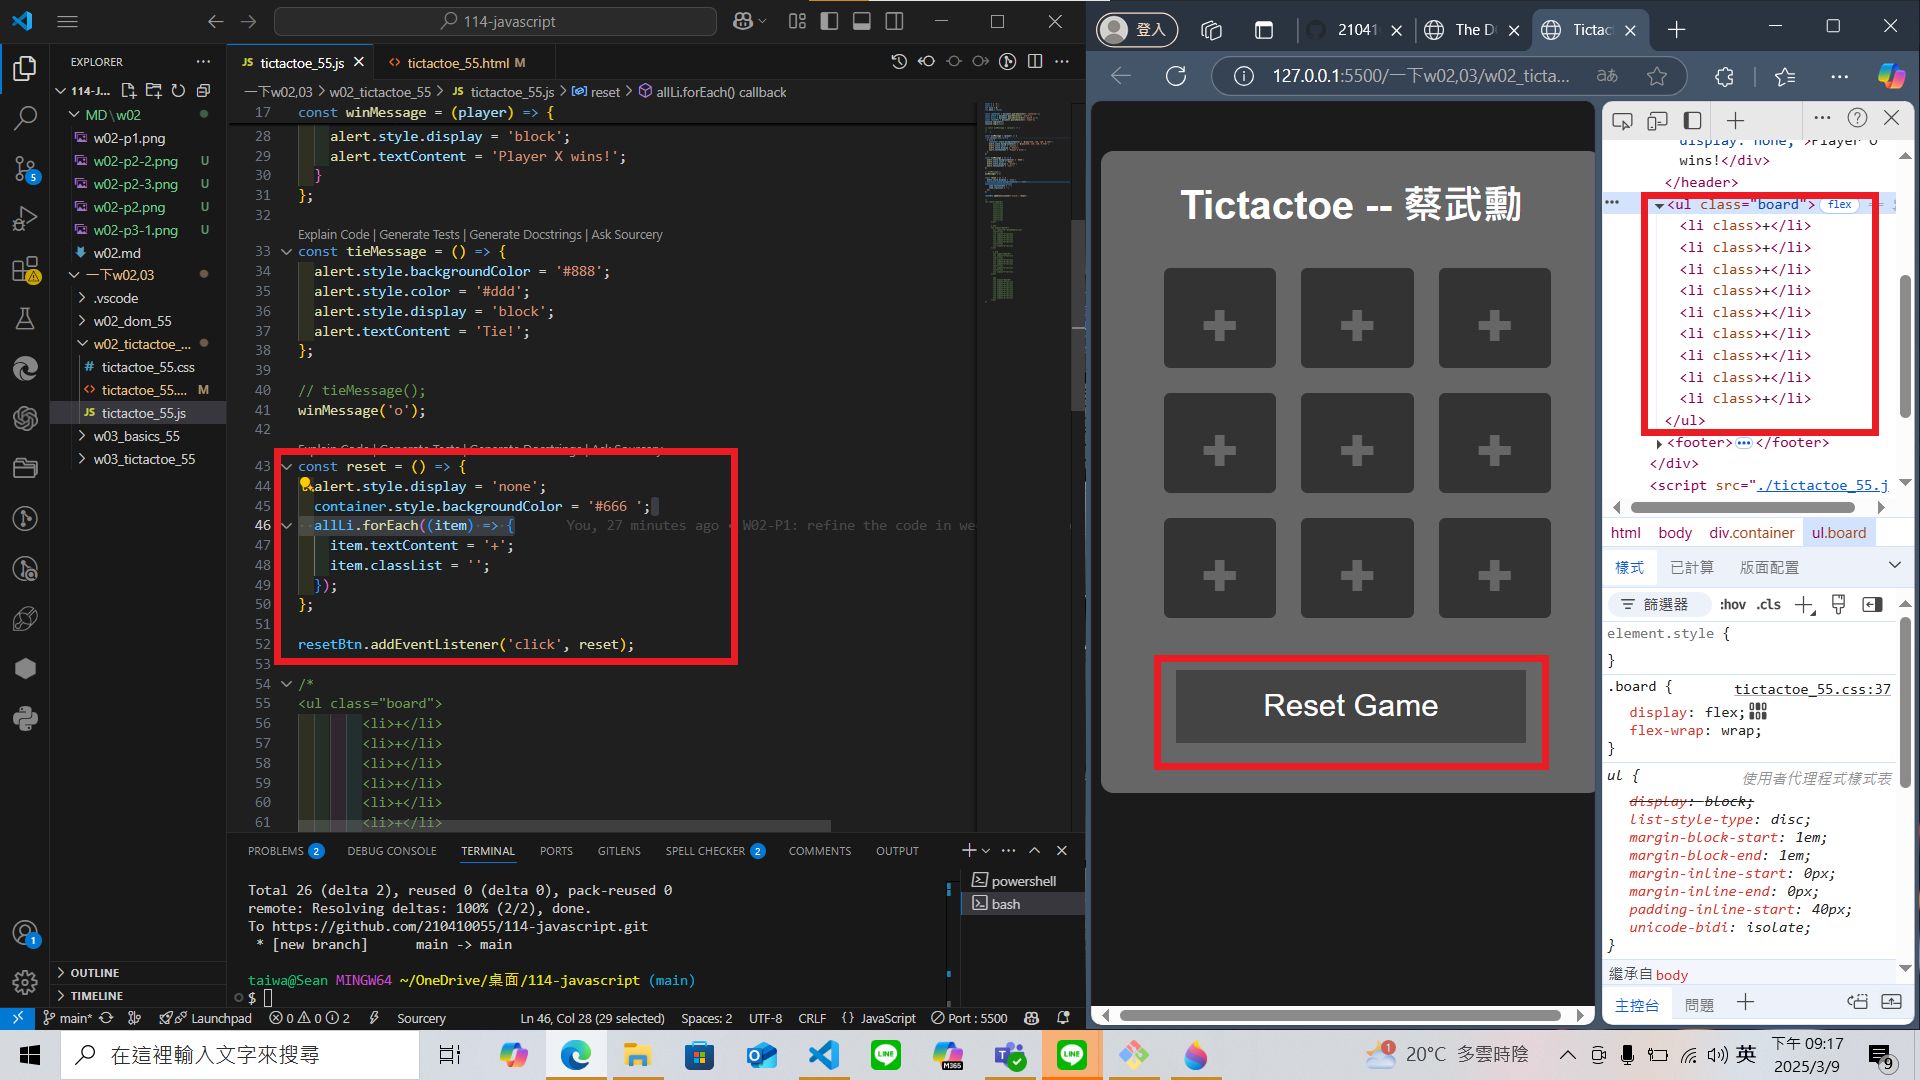 114-javascript
EXPLORER
114-J...
MD\w02
w02-p1.png
w02-p2-2.png U
w02-p2-3.png U
w02-p2.png U
w02-p3-1.png U
w02.md
一下w02,03
.vscode
w02_dom_55
w02_tictactoe_...
tictactoe_55.css
tictactoe_55.... M
tictactoe_55.js
w03_basics_55
w03_tictactoe_55
OUTLINE
TIMELINE
tictactoe_55.js
tictactoe_55.html M
一下w02,03 > w02_tictactoe_55 > JS tictactoe_55.js > reset > allLi.forEach() callback
17 const winMessage = (player) => {
28 alert.style.display = 'block';
29 alert.textContent = 'Player X wins!';
30 }
31 };
32
Explain Code | Generate Tests | Generate Docstrings | Ask Sourcery
33 const tieMessage = () => {
34 alert.style.backgroundColor = '#888';
35 alert.style.color = '#ddd';
36 alert.style.display = 'block';
37 alert.textContent = 'Tie!';
38 };
39
40 // tieMessage();
41 winMessage('o');
42
Explain Code | Generate Tests | Generate Docstrings | Ask Sourcery
43 const reset = () => {
44 alert.style.display = 'none';
45 container.style.backgroundColor = '#666 ';
46 allLi.forEach((item) => { You, 27 minutes ago • W02-P1: refine the code in we
47 item.textContent = '+';
48 item.classList = '';
49 });
50 };
51
52 resetBtn.addEventListener('click', reset);
53
54 /*
55 <ul class="board">
56 <li>+</li>
57 <li>+</li>
58 <li>+</li>
59 <li>+</li>
60 <li>+</li>
61 <li>+</li>
PROBLEMS 2 DEBUG CONSOLE TERMINAL PORTS GITLENS SPELL CHECKER 2 COMMENTS OUTPUT
Total 26 (delta 2), reused 0 (delta 0), pack-reused 0
remote: Resolving deltas: 100% (2/2), done.
To https://github.com/210410055/114-javascript.git
* [new branch] main -> main
taiwa@Sean MINGW64 ~/OneDrive/桌面/114-javascript (main)
$
powershell
bash
main* Launchpad 0 0 2 Sourcery Ln 46, Col 28 (29 selected) Spaces: 2 UTF-8 CRLF {} JavaScript Port : 5500
登入
21041
The D
Tictac
127.0.0.1:5500/一下w02,03/w02_ticta...
Tictactoe -- 蔡武勳
Reset Game
display: none; >Player O
wins!</div>
</header>
<ul class="board"> flex
<li class>+</li>
<li class>+</li>
<li class>+</li>
<li class>+</li>
<li class>+</li>
<li class>+</li>
<li class>+</li>
<li class>+</li>
<li class>+</li>
</ul>
<footer> ... </footer>
</div>
<script src="./tictactoe_55.j
html body div.container ul.board
樣式 已計算 版面配置
篩選器 :hov .cls
element.style {
}
.board { tictactoe_55.css:37
display: flex;
flex-wrap: wrap;
}
ul { 使用者代理程式樣式表
display: block;
list-style-type: disc;
margin-block-start: 1em;
margin-block-end: 1em;
margin-inline-start: 0px;
margin-inline-end: 0px;
padding-inline-start: 40px;
unicode-bidi: isolate;
}
繼承自 body
主控台 問題
在這裡輸入文字來搜尋
20°C 多雲時陰
英
下午 09:17
2025/3/9
9